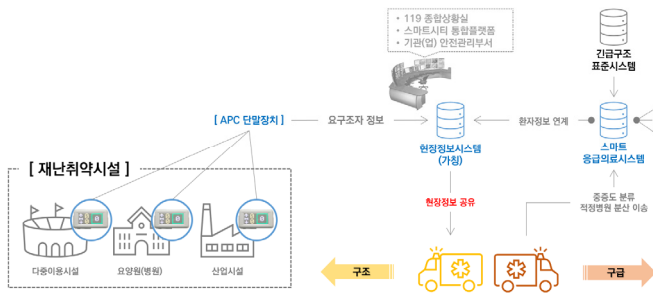 • 119 종합상황실
• 스마트시티 통합플랫폼
• 기관(업) 안전관리부서
긴급구조
표준시스템
[ APC 단말장치 ]
요구조자 정보
환자정보 연계
현장정보시스템
(가칭)
스마트
응급의료시스템
[ 재난취약시설 ]
현장정보 공유
중증도 분류
적정병원 분산 이송
다중이용시설
요양원(병원)
산업시설
구조
구급